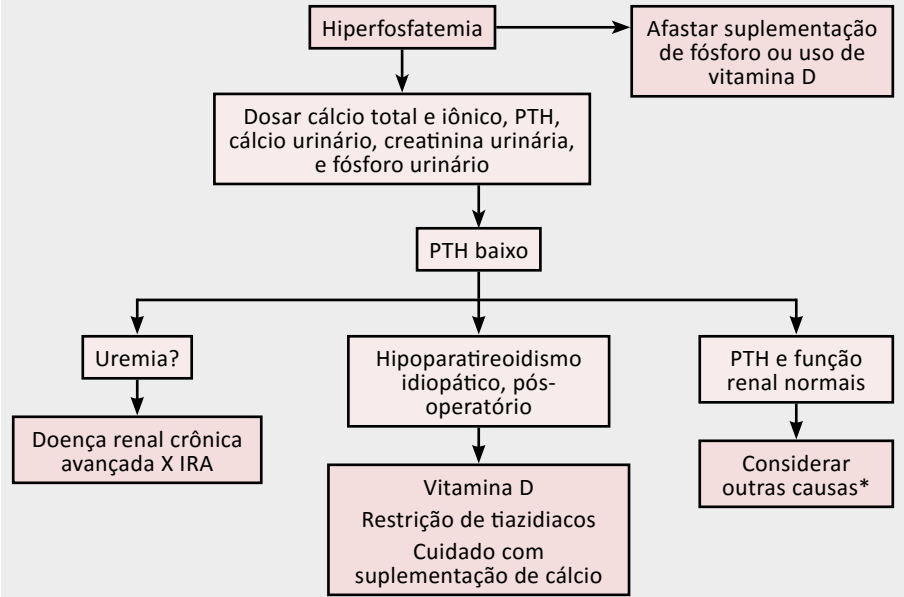 Hiperfosfatemia
Afastar suplementação
de fósforo ou uso de
vitamina D
Dosar cálcio total e iônico, PTH,
cálcio urinário, creatinina urinária,
e fósforo urinário
PTH baixo
Uremia?
Hipoparatireoidismo
idiopático, pós-
operatório
PTH e função
renal normais
Doença renal crônica
avançada X IRA
Vitamina D
Restrição de tiazidiacos
Cuidado com
suplementação de cálcio
Considerar
outras causas*